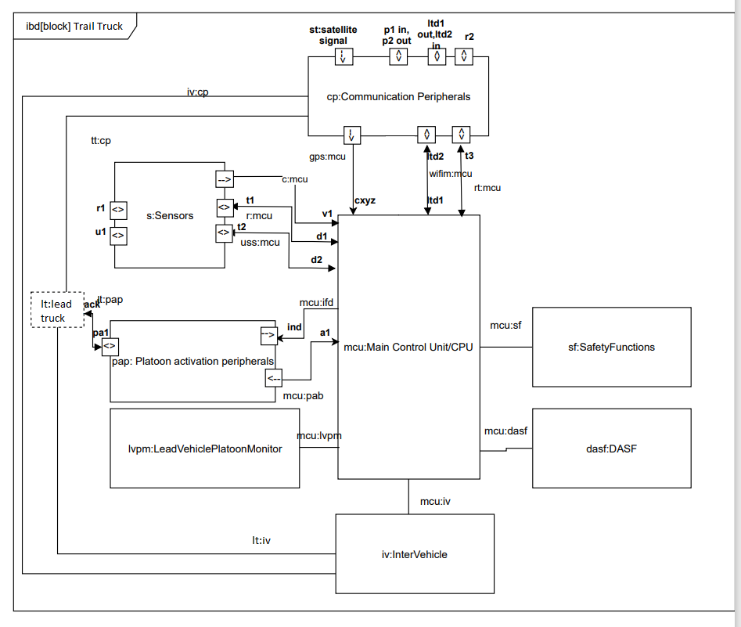 ibd[block] Trail Truck
st:satellite
signal
p1 in,
p2 out
ltd1
out,ltd2
in
r2
cp:Communication Peripherals
iv:cp
tt:cp
gps:mcu
ltd2
t3
wifim:mcu
rt:mcu
c:mcu
cxyz
ltd1
r1
s:Sensors
t1
r:mcu
v1
u1
t2
uss:mcu
d1
d2
lt:lead
truck
ack
lt:pap
mcu:ifd
pa1
ind
a1
pap: Platoon activation peripherals
mcu:Main Control Unit/CPU
mcu:sf
sf:SafetyFunctions
mcu:pab
mcu:lvpm
lvpm:LeadVehiclePlatoonMonitor
mcu:dasf
dasf:DASF
mcu:iv
lt:iv
iv:InterVehicle